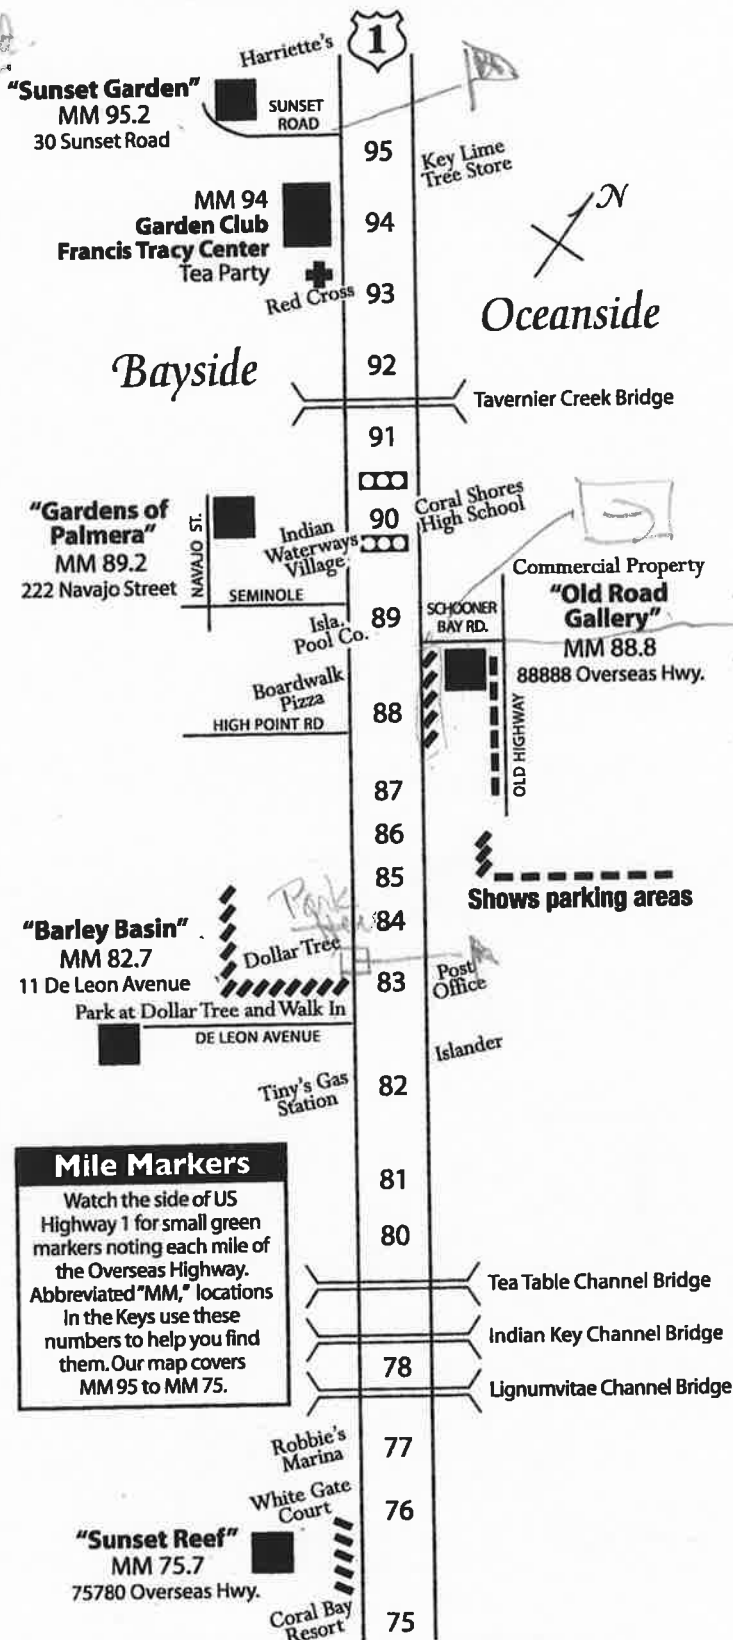 1
Harriette's
"Sunset Garden"
MM 95.2
30 Sunset Road
SUNSET
ROAD
95
Key Lime
Tree Store
N
MM 94
Garden Club
Francis Tracy Center
Tea Party
94
Red Cross
93
Oceanside
Bayside
92
Tavernier Creek Bridge
91
"Gardens of
Palmera"
MM 89.2
222 Navajo Street
NAVAJO ST.
Indian
Waterways
Village
90
Coral Shores
High School
SEMINOLE
Commercial Property
"Old Road
Gallery"
MM 88.8
88888 Overseas Hwy.
SCHOONER
BAY RD.
89
Isla.
Pool Co.
Boardwalk
Pizza
88
HIGH POINT RD
OLD HIGHWAY
87
86
85
Shows parking areas
Park
84
"Barley Basin"
MM 82.7
11 De Leon Avenue
Dollar Tree
83
Post
Office
Park at Dollar Tree and Walk In
DE LEON AVENUE
Islander
Tiny's Gas
Station
82
Mile Markers
Watch the side of US
Highway 1 for small green
markers noting each mile of
the Overseas Highway.
Abbreviated "MM," locations
In the Keys use these
numbers to help you find
them. Our map covers
MM 95 to MM 75.
81
80
Tea Table Channel Bridge
Indian Key Channel Bridge
78
Lignumvitae Channel Bridge
Robbie's
Marina
77
White Gate
Court
76
"Sunset Reef"
MM 75.7
75780 Overseas Hwy.
Coral Bay
Resort
75